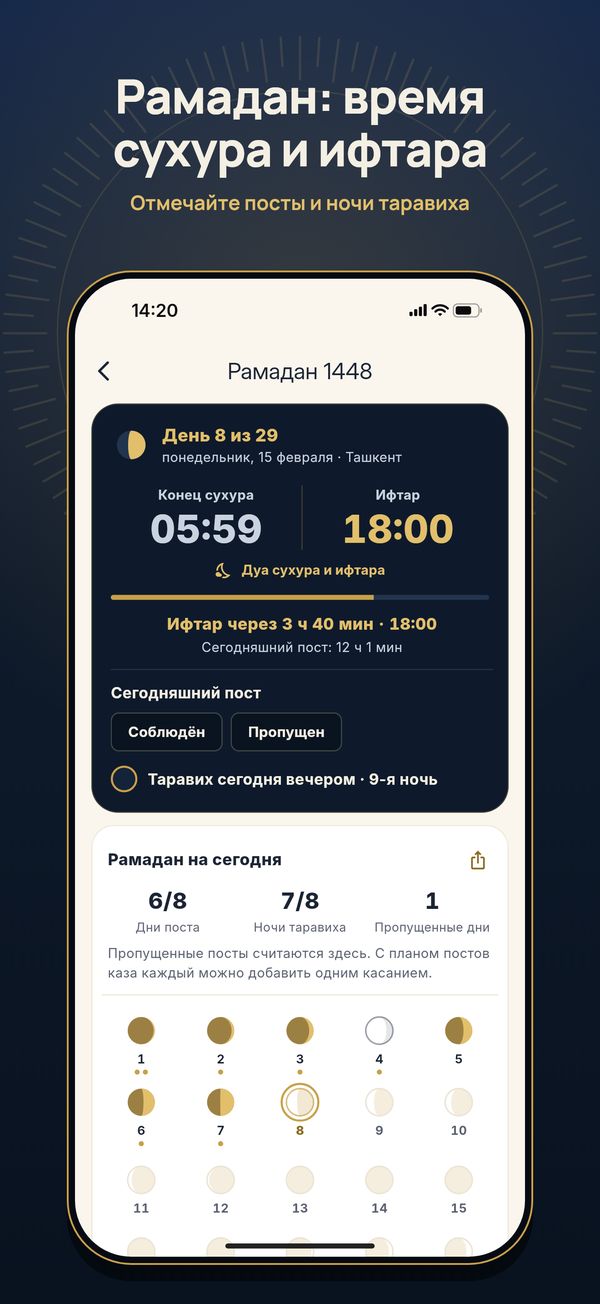 Рамадан: время
сухура и ифтара
Отмечайте посты и ночи таравиха
14:20
Рамадан 1448
День 8 из 29
понедельник, 15 февраля · Ташкент
Конец сухура
Ифтар
05:59
18:00
Дуа сухура и ифтара
Ифтар через 3 ч 40 мин · 18:00
Сегодняшний пост: 12 ч 1 мин
Сегодняшний пост
Соблюдён
Пропущен
Таравих сегодня вечером · 9-я ночь
Рамадан на сегодня
6/8
7/8
1
Дни поста
Ночи таравиха
Пропущенные дни
Пропущенные посты считаются здесь. С планом постов
каза каждый можно добавить одним касанием.
1
2
3
4
5
6
7
8
9
10
11
12
13
14
15